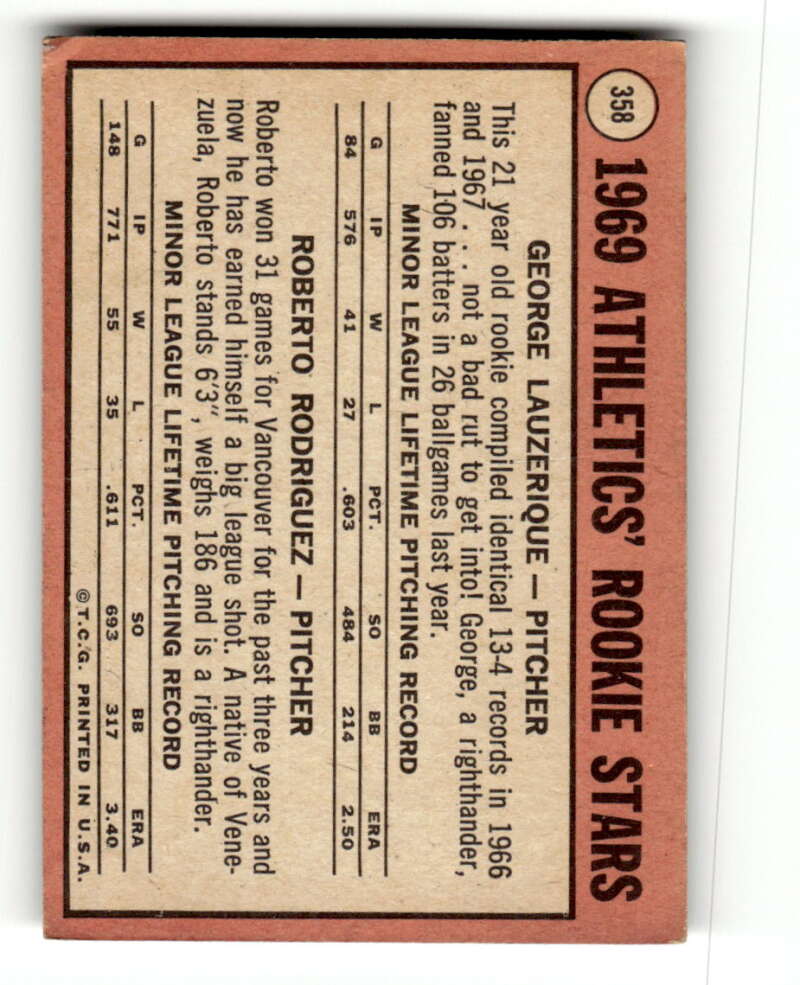 358
1969 ATHLETICS' ROOKIE STARS
GEORGE LAUZERIQUE — PITCHER
This 21 year old rookie compiled identical 13-4 records in 1966
and 1967 . . . not a bad rut to get into! George, a righthander,
fanned 106 batters in 26 ballgames last year.
MINOR LEAGUE LIFETIME PITCHING RECORD
G IP W L PCT. SO BB ERA
84 576 41 27 .603 484 214 2.50
ROBERTO RODRIGUEZ — PITCHER
Roberto won 31 games for Vancouver for the past three years and
now he has earned himself a big league shot. A native of Vene-
zuela, Roberto stands 6'3", weighs 186 and is a righthander.
MINOR LEAGUE LIFETIME PITCHING RECORD
G IP W L PCT. SO BB ERA
148 771 55 35 .611 693 317 3.40
©T.C.G. PRINTED IN U.S.A.